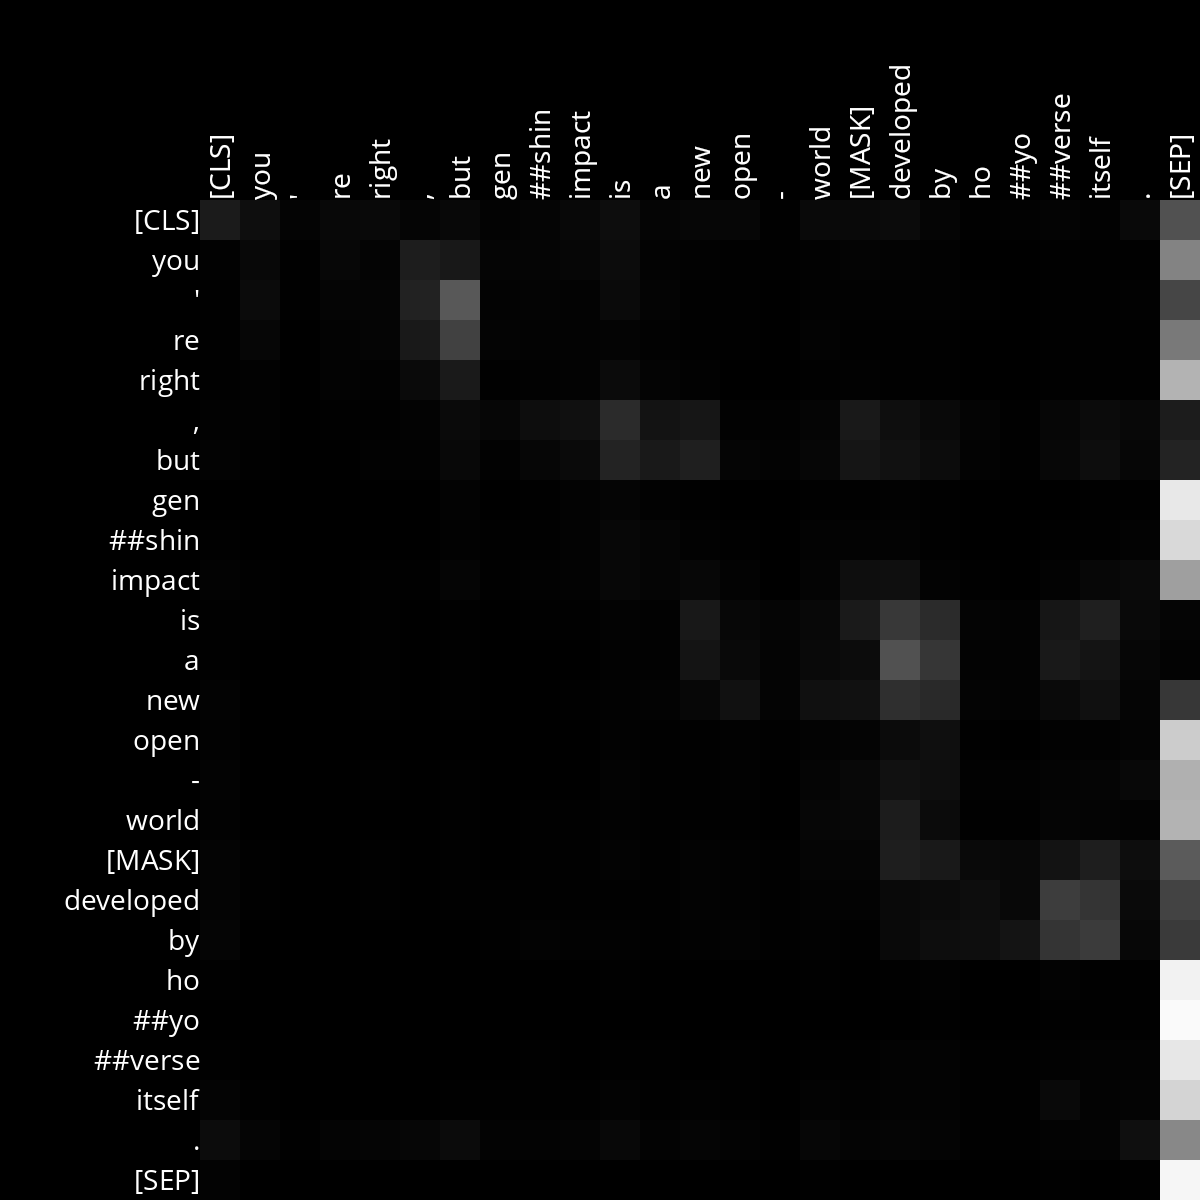 [CLS] you ' re right , but gen ##shin impact is a new open - world [MASK] developed by ho ##yo ##verse itself . [SEP]
[CLS]
you
'
re
right
,
but
gen
##shin
impact
is
a
new
open
-
world
[MASK]
developed
by
ho
##yo
##verse
itself
.
[SEP]